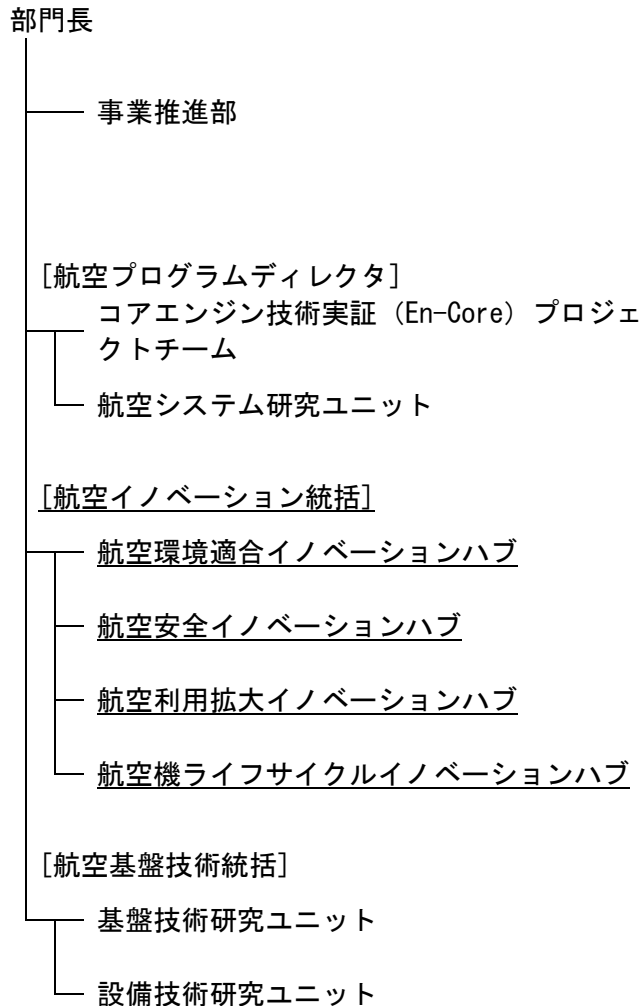 部門長
事業推進部
[航空プログラムディレクタ]
コアエンジン技術実証（En-Core）プロジェ
クトチーム
航空システム研究ユニット
[航空イノベーション統括]
航空環境適合イノベーションハブ
航空安全イノベーションハブ
航空利用拡大イノベーションハブ
航空機ライフサイクルイノベーションハブ
[航空基盤技術統括]
基盤技術研究ユニット
設備技術研究ユニット